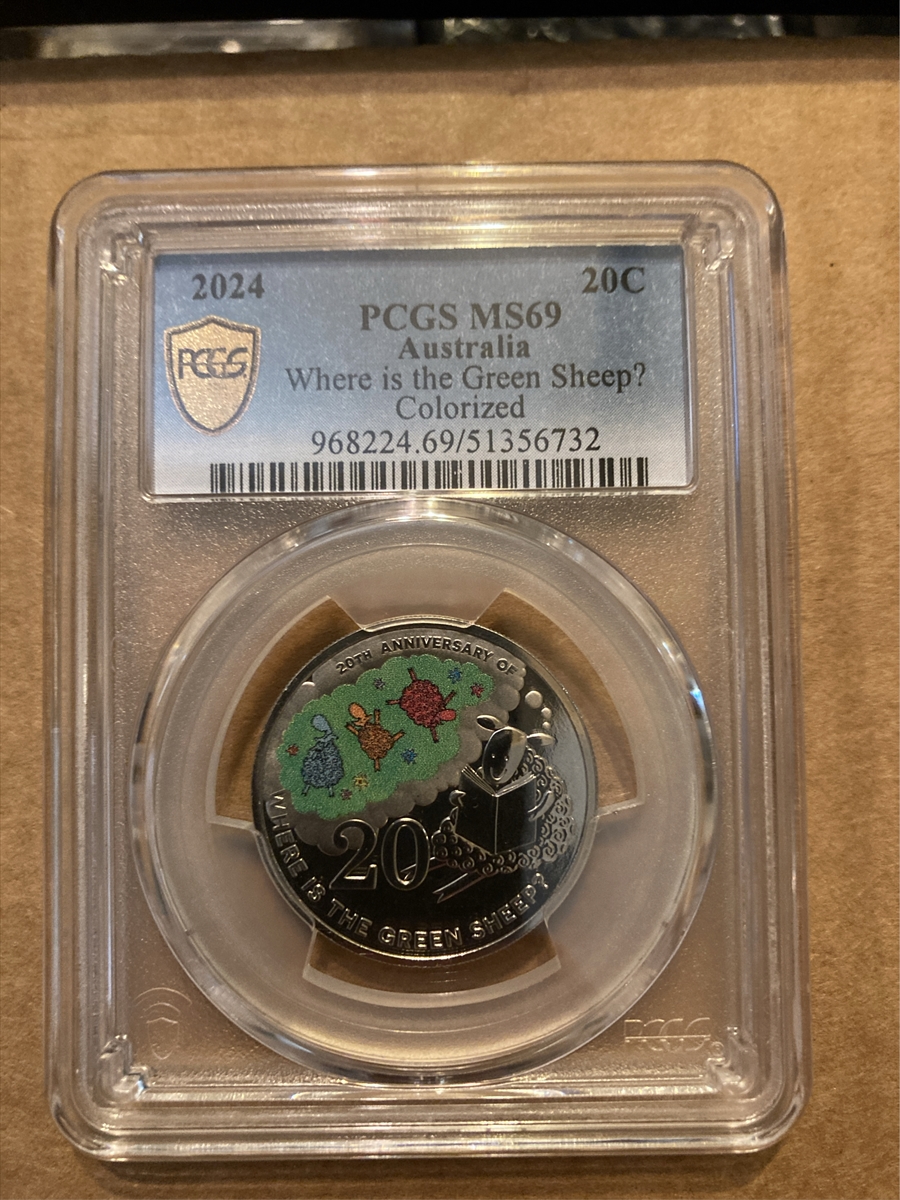 2024 20C
PCGS MS69
PCGS
Australia
Where is the Green Sheep?
Colorized
968224.69/51356732
20TH ANNIVERSARY OF
20
WHERE IS THE GREEN SHEEP?
PCGS